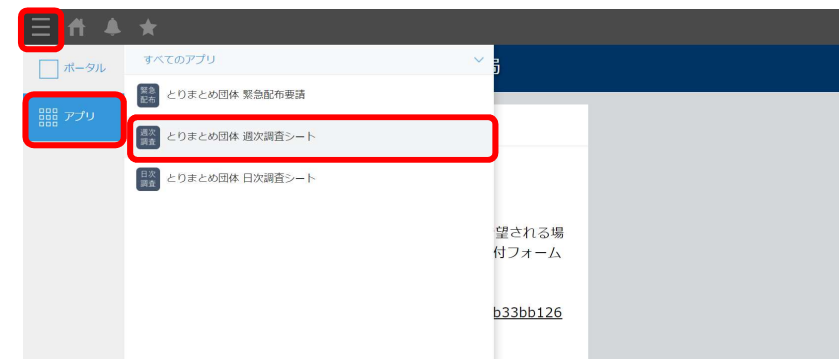 ポータル
アプリ
すべてのアプリ
緊急
配布
とりまとめ団体 緊急配布要請
週次
調査
とりまとめ団体 週次調査シート
日次
調査
とりまとめ団体 日次調査シート
望される場
付フォーム
b33bb126